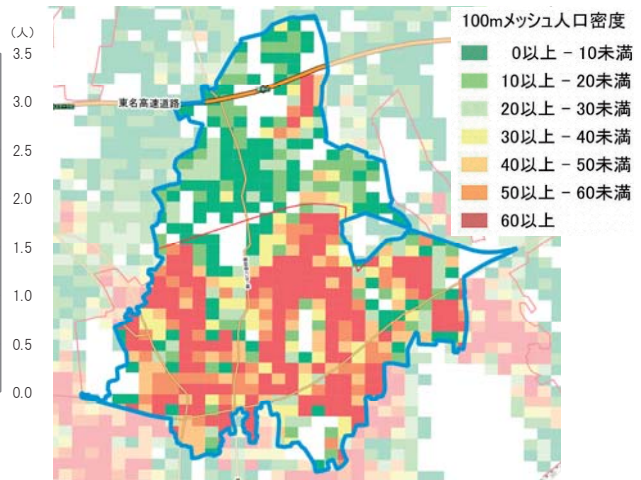 (人)
3.5
3.0
2.5
2.0
1.5
1.0
0.5
0.0
東名高速道路
100mメッシュ人口密度
0以上 - 10未満
10以上 - 20未満
20以上 - 30未満
30以上 - 40未満
40以上 - 50未満
50以上 - 60未満
60以上